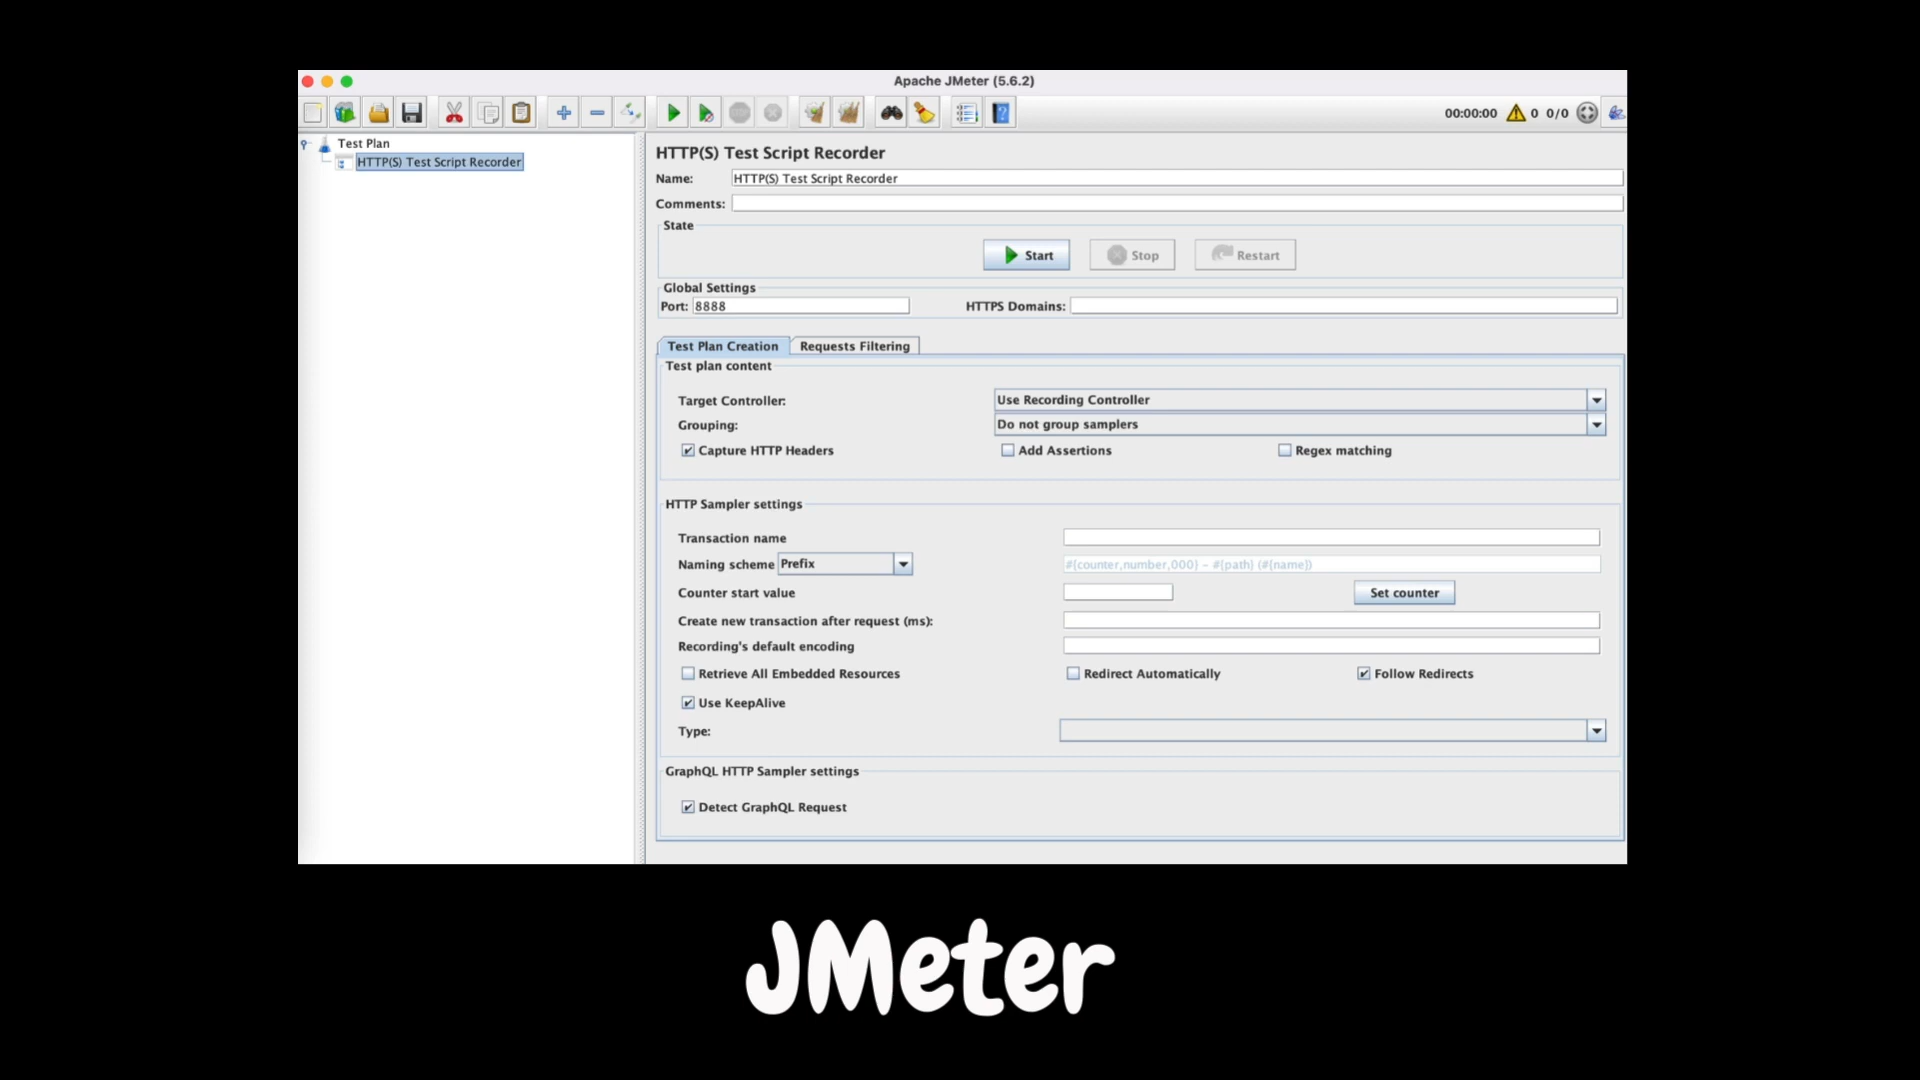 Apache JMeter (5.6.2)
00:00:00 0 0/0
Test Plan
HTTP(S) Test Script Recorder
HTTP(S) Test Script Recorder
Name: HTTP(S) Test Script Recorder
Comments:
State
Start Stop Restart
Global Settings
Port: 8888 HTTPS Domains:
Test Plan Creation Requests Filtering
Test plan content
Target Controller: Use Recording Controller
Grouping: Do not group samplers
Capture HTTP Headers Add Assertions Regex matching
HTTP Sampler settings
Transaction name
Naming scheme Prefix #{counter,number,000} - #{path} (#{name})
Counter start value Set counter
Create new transaction after request (ms):
Recording's default encoding
Retrieve All Embedded Resources Redirect Automatically Follow Redirects
Use KeepAlive
Type:
GraphQL HTTP Sampler settings
Detect GraphQL Request
JMeter